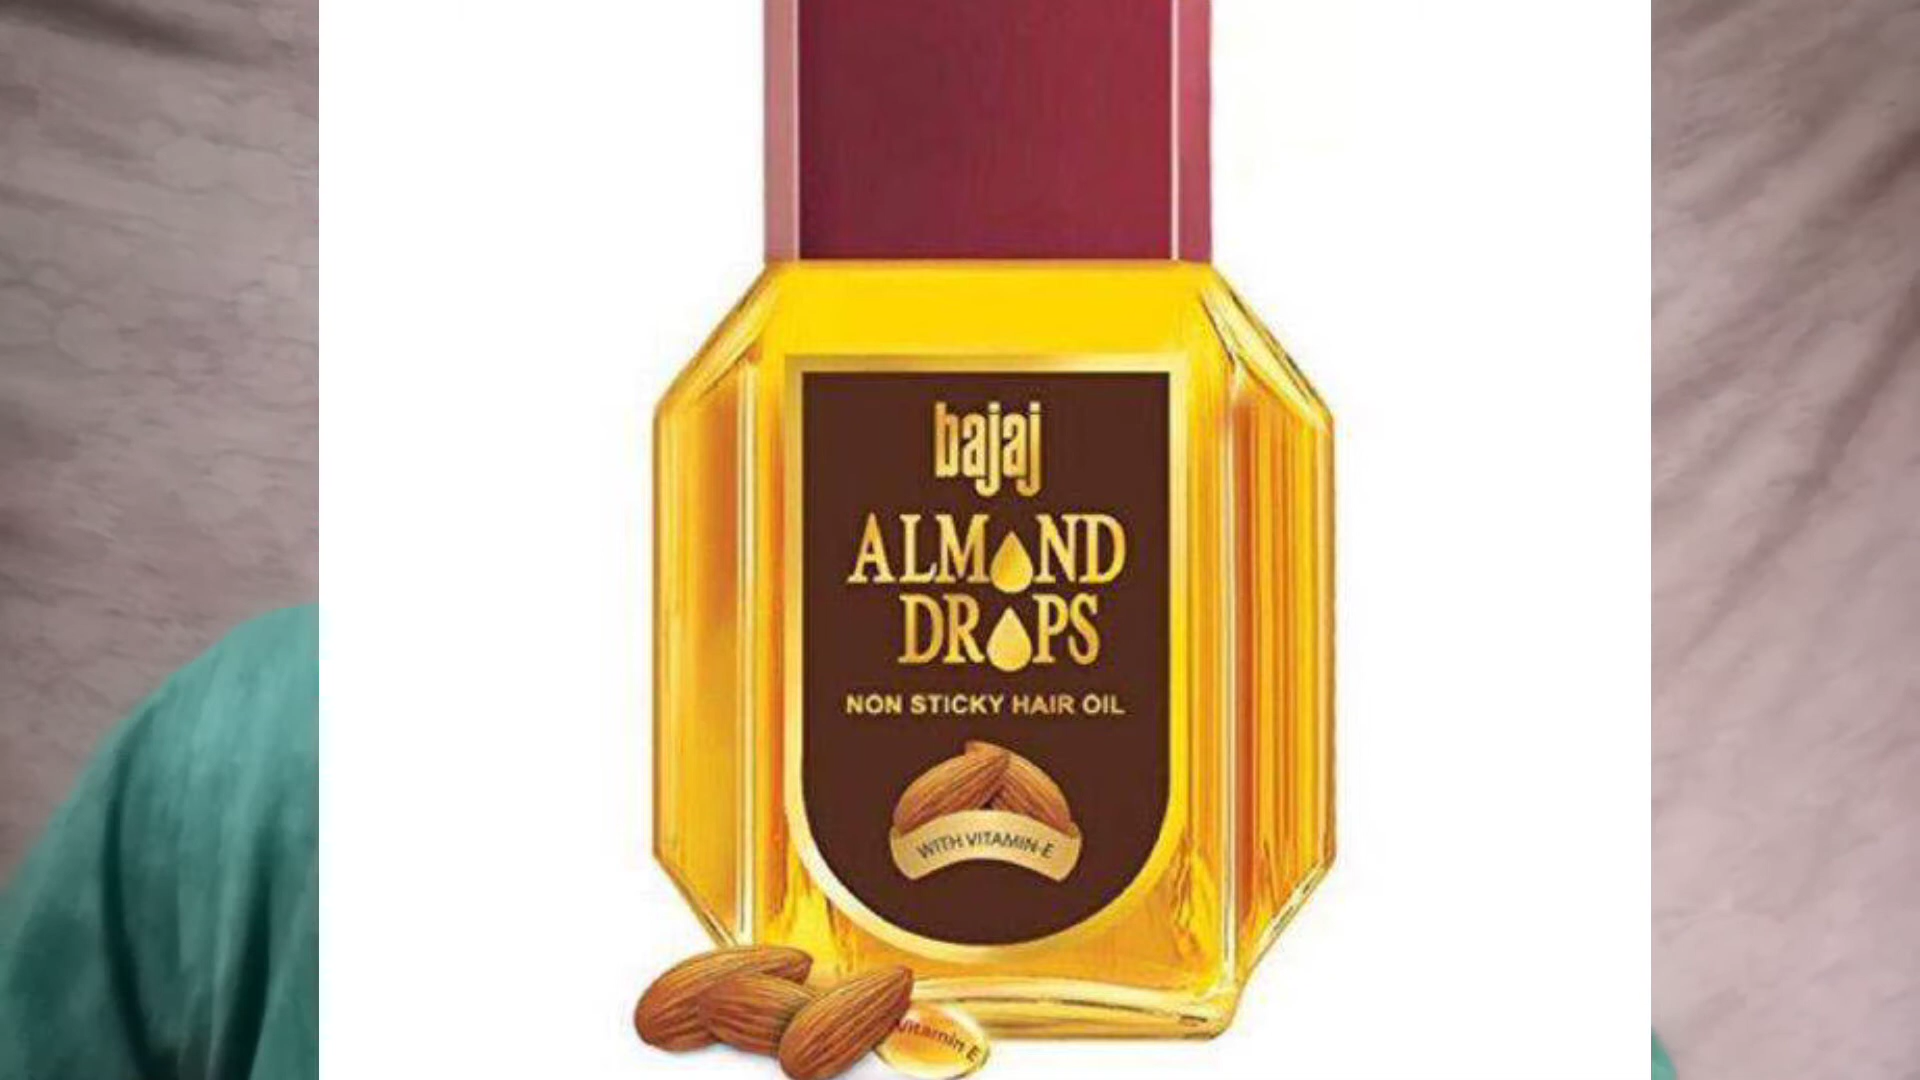 bajaj
ALMOND
DROPS
NON STICKY HAIR OIL
WITH VITAMIN-E
Vitamin E